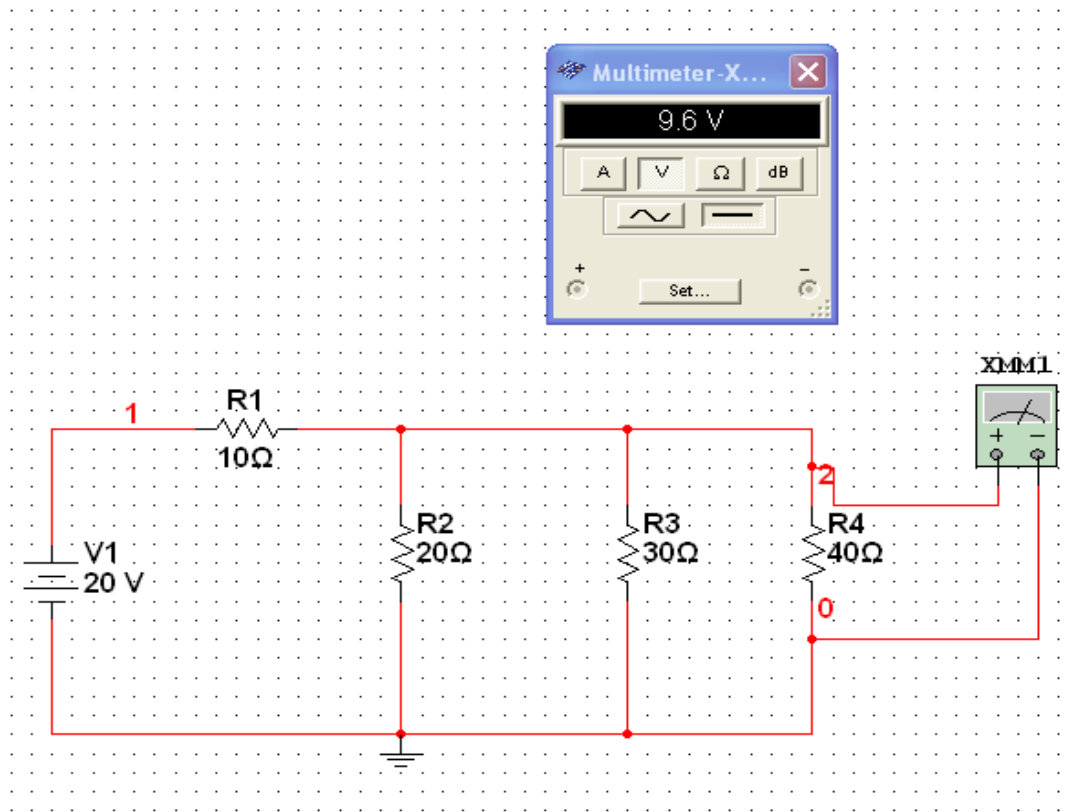 Multimeter-X...
9.6 V
A V Ω dB
+ −
Set...
XMM1
+ −
1
R1
10Ω
2
V1
20 V
R2
20Ω
R3
30Ω
R4
40Ω
0